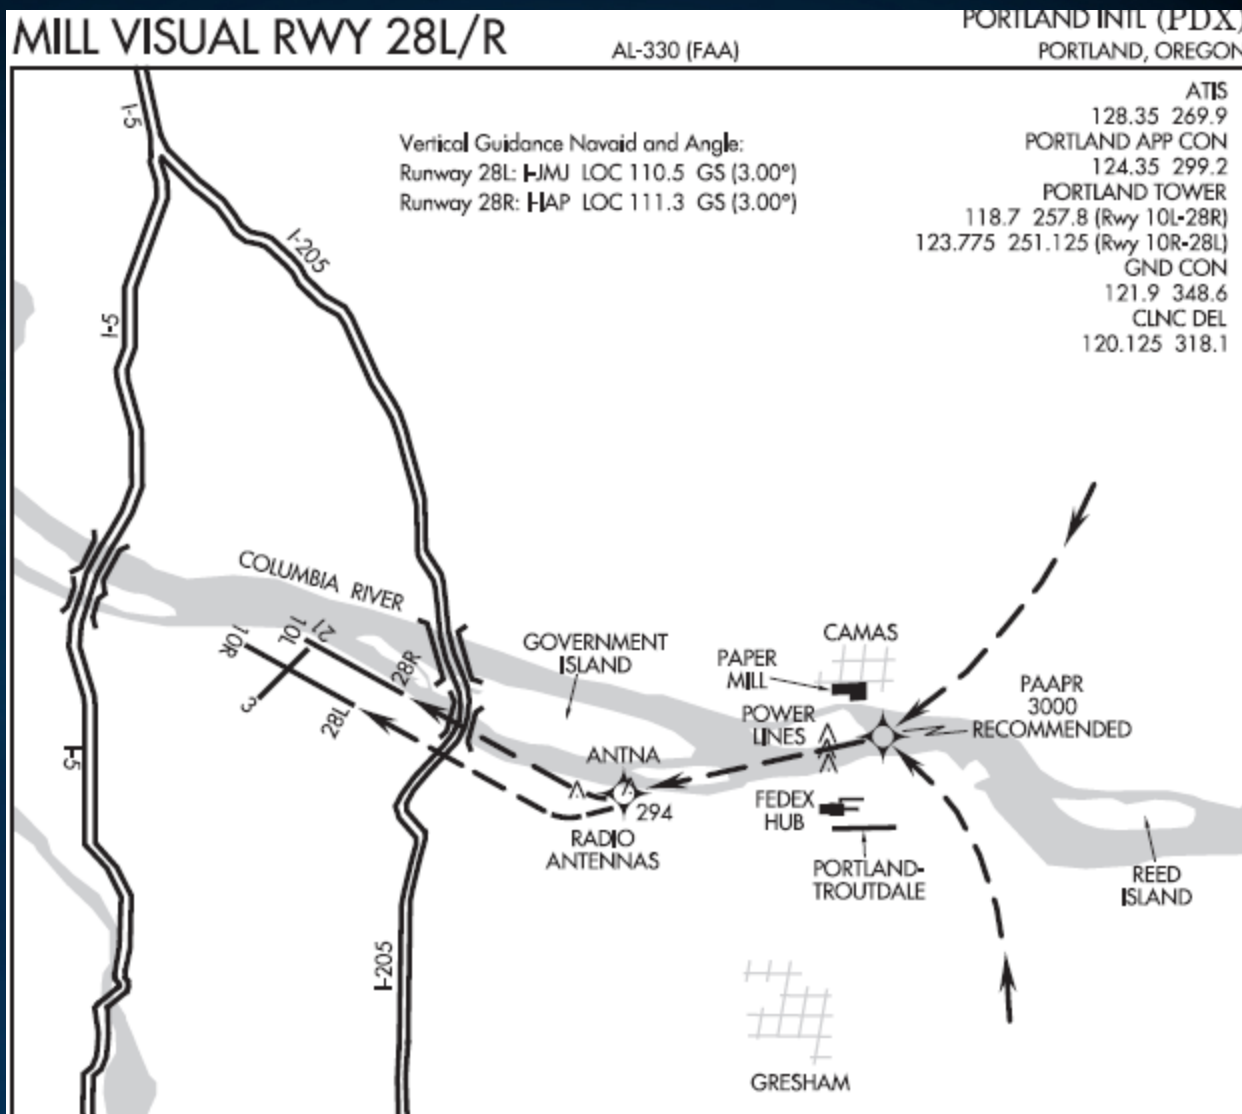 MILL VISUAL RWY 28L/R
AL-330 (FAA)
PORTLAND INTL (PDX)
PORTLAND, OREGON
ATIS
128.35 269.9
PORTLAND APP CON
124.35 299.2
PORTLAND TOWER
118.7 257.8 (Rwy 10L-28R)
123.775 251.125 (Rwy 10R-28L)
GND CON
121.9 348.6
CLNC DEL
120.125 318.1
Vertical Guidance Navaid and Angle:
Runway 28L: I-JMJ LOC 110.5 GS (3.00°)
Runway 28R: I-IAP LOC 111.3 GS (3.00°)
I-5
I-205
I-5
COLUMBIA RIVER
10R
10L
21
28R
3
28L
GOVERNMENT
ISLAND
CAMAS
PAPER
MILL
POWER
LINES
PAAPR
3000
RECOMMENDED
I-5
ANTNA
294
RADIO
ANTENNAS
FEDEX
HUB
PORTLAND-
TROUTDALE
REED
ISLAND
I-205
GRESHAM